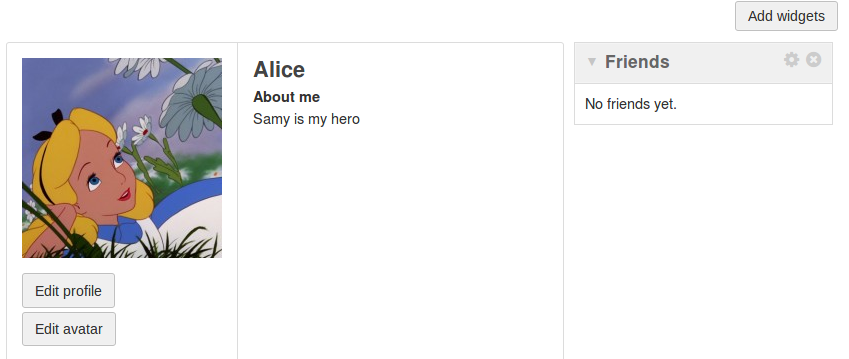 Add widgets
Alice
About me
Samy is my hero
Edit profile
Edit avatar
Friends
No friends yet.